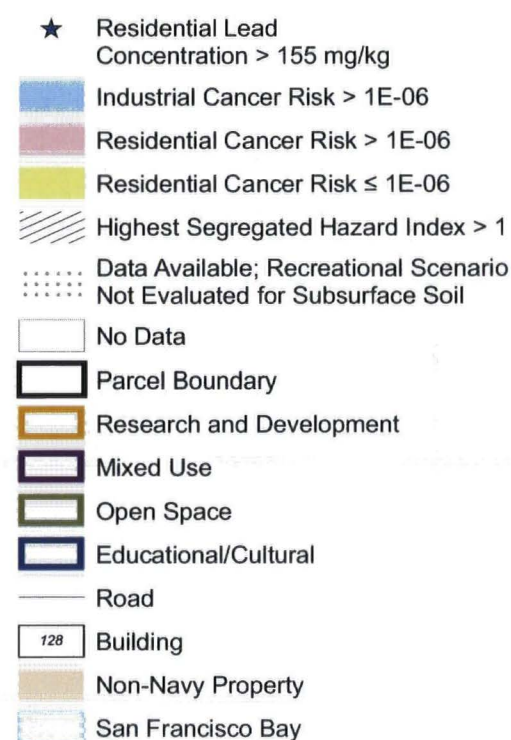 Residential Lead
Concentration > 155 mg/kg
Industrial Cancer Risk > 1E-06
Residential Cancer Risk > 1E-06
Residential Cancer Risk ≤ 1E-06
Highest Segregated Hazard Index > 1
Data Available; Recreational Scenario
Not Evaluated for Subsurface Soil
No Data
Parcel Boundary
Research and Development
Mixed Use
Open Space
Educational/Cultural
Road
128 Building
Non-Navy Property
San Francisco Bay